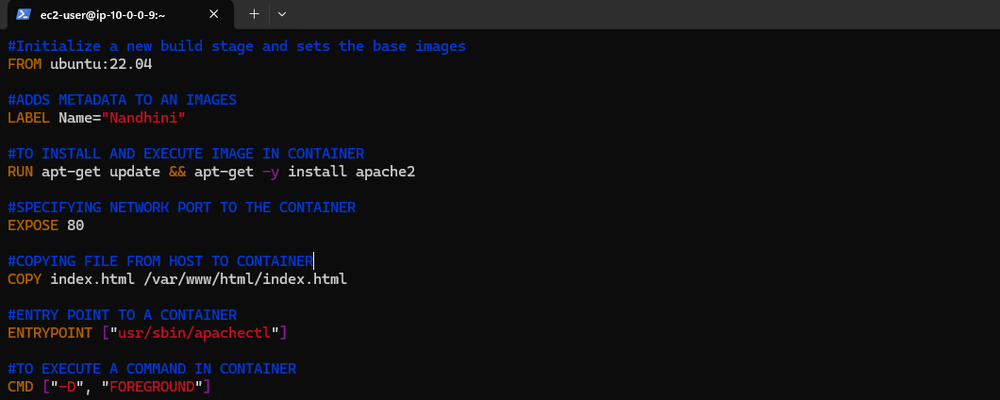 ec2-user@ip-10-0-0-9:~
#Initialize a new build stage and sets the base images
FROM ubuntu:22.04
#ADDS METADATA TO AN IMAGES
LABEL Name="Nandhini"
#TO INSTALL AND EXECUTE IMAGE IN CONTAINER
RUN apt-get update && apt-get -y install apache2
#SPECIFYING NETWORK PORT TO THE CONTAINER
EXPOSE 80
#COPYING FILE FROM HOST TO CONTAINER
COPY index.html /var/www/html/index.html
#ENTRY POINT TO A CONTAINER
ENTRYPOINT ["usr/sbin/apachectl"]
#TO EXECUTE A COMMAND IN CONTAINER
CMD ["-D", "FOREGROUND"]